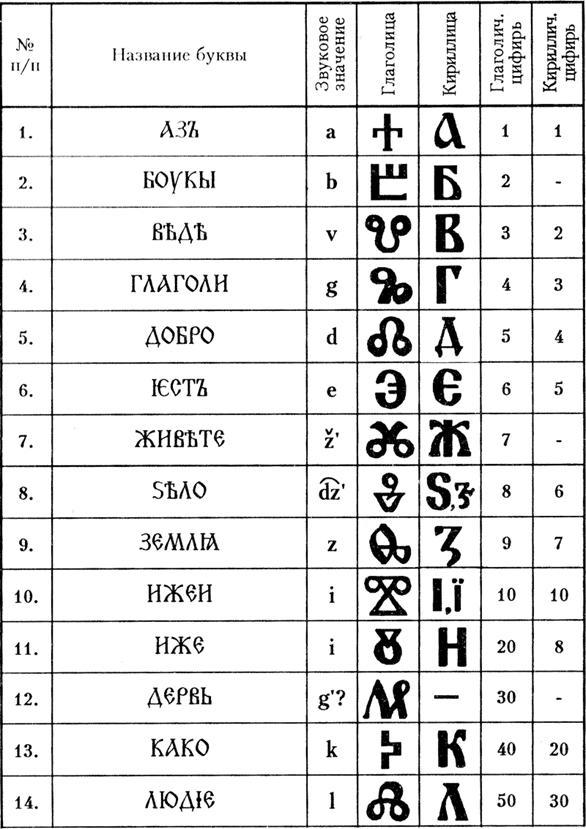 № п/п Название буквы Звуковое значение Глаголица Кириллица Глаголич. цифирь Кириллич. цифирь
1. АЗЪ a Ⰰ А 1 1
2. БОУКЫ b Ⰱ Б 2 -
3. ВѢДѢ v Ⰲ В 3 2
4. ГЛАГОЛИ g Ⰳ Г 4 3
5. ДОБРО d Ⰴ Д 5 4
6. ѤСТЪ e Ⰵ Є 6 5
7. ЖИВѢТЕ ž' Ⰶ Ж 7 -
8. ЅѢЛО d͡z' Ⰷ Ѕ,ꙃ 8 6
9. ЗЕМЛꙖ z Ⰸ З 9 7
10. ИЖЕИ i Ⰹ І,Ї 10 10
11. ИЖЕ i Ⰻ Н 20 8
12. ДЕРВЬ g'? Ⰼ — 30 -
13. КАКО k Ⰽ К 40 20
14. ЛЮДІЕ l Ⰾ Л 50 30